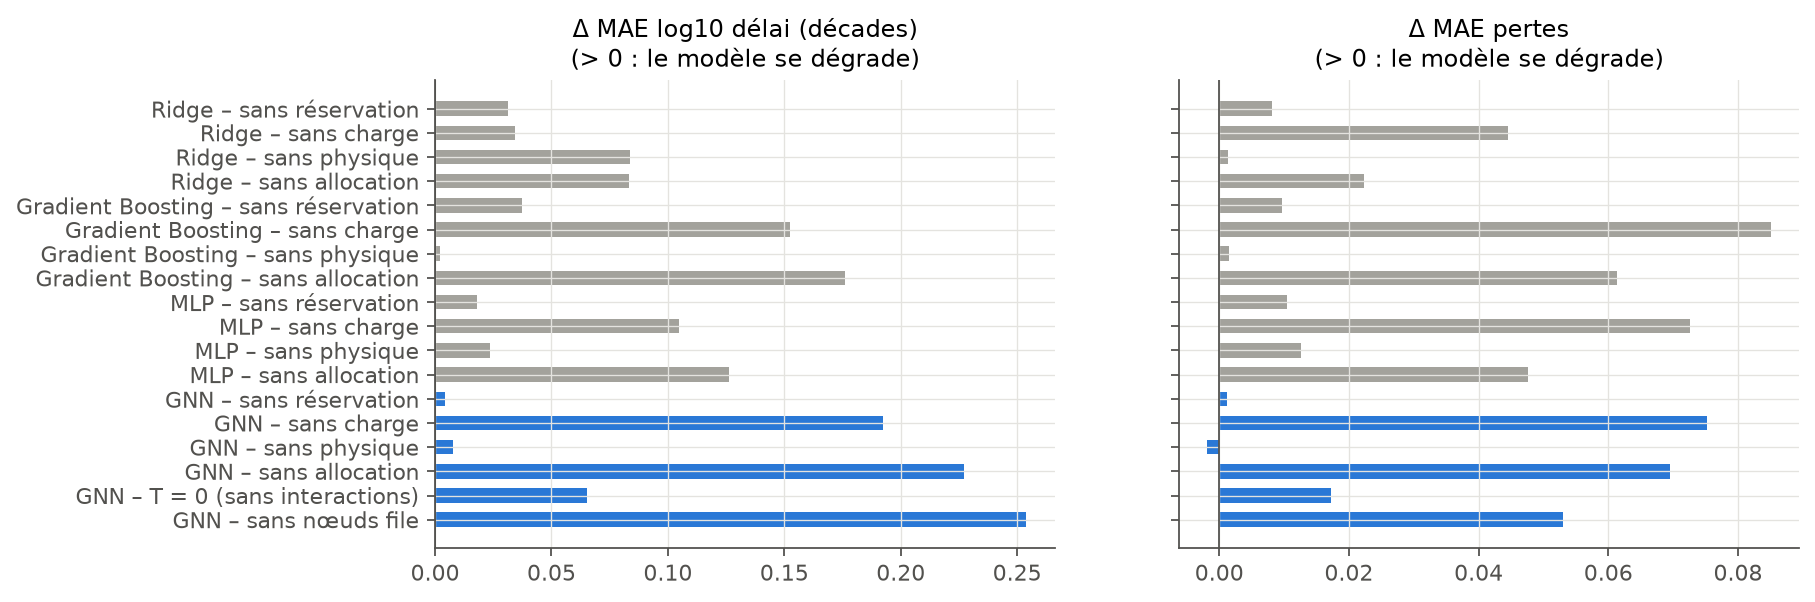 Δ MAE log10 délai (décades)
(> 0 : le modèle se dégrade)
Δ MAE pertes
(> 0 : le modèle se dégrade)
Ridge – sans réservation
Ridge – sans charge
Ridge – sans physique
Ridge – sans allocation
Gradient Boosting – sans réservation
Gradient Boosting – sans charge
Gradient Boosting – sans physique
Gradient Boosting – sans allocation
MLP – sans réservation
MLP – sans charge
MLP – sans physique
MLP – sans allocation
GNN – sans réservation
GNN – sans charge
GNN – sans physique
GNN – sans allocation
GNN – T = 0 (sans interactions)
GNN – sans nœuds file
0.00 0.05 0.10 0.15 0.20 0.25
0.00 0.02 0.04 0.06 0.08